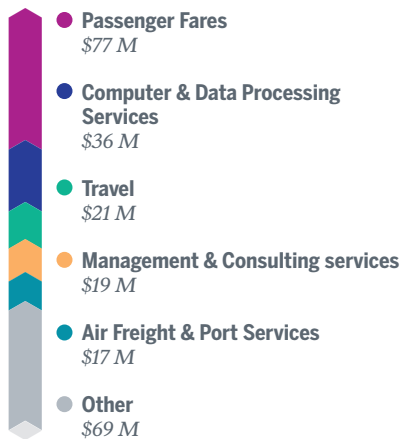 Passenger Fares
$77 M
Computer & Data Processing
Services
$36 M
Travel
$21 M
Management & Consulting services
$19 M
Air Freight & Port Services
$17 M
Other
$69 M